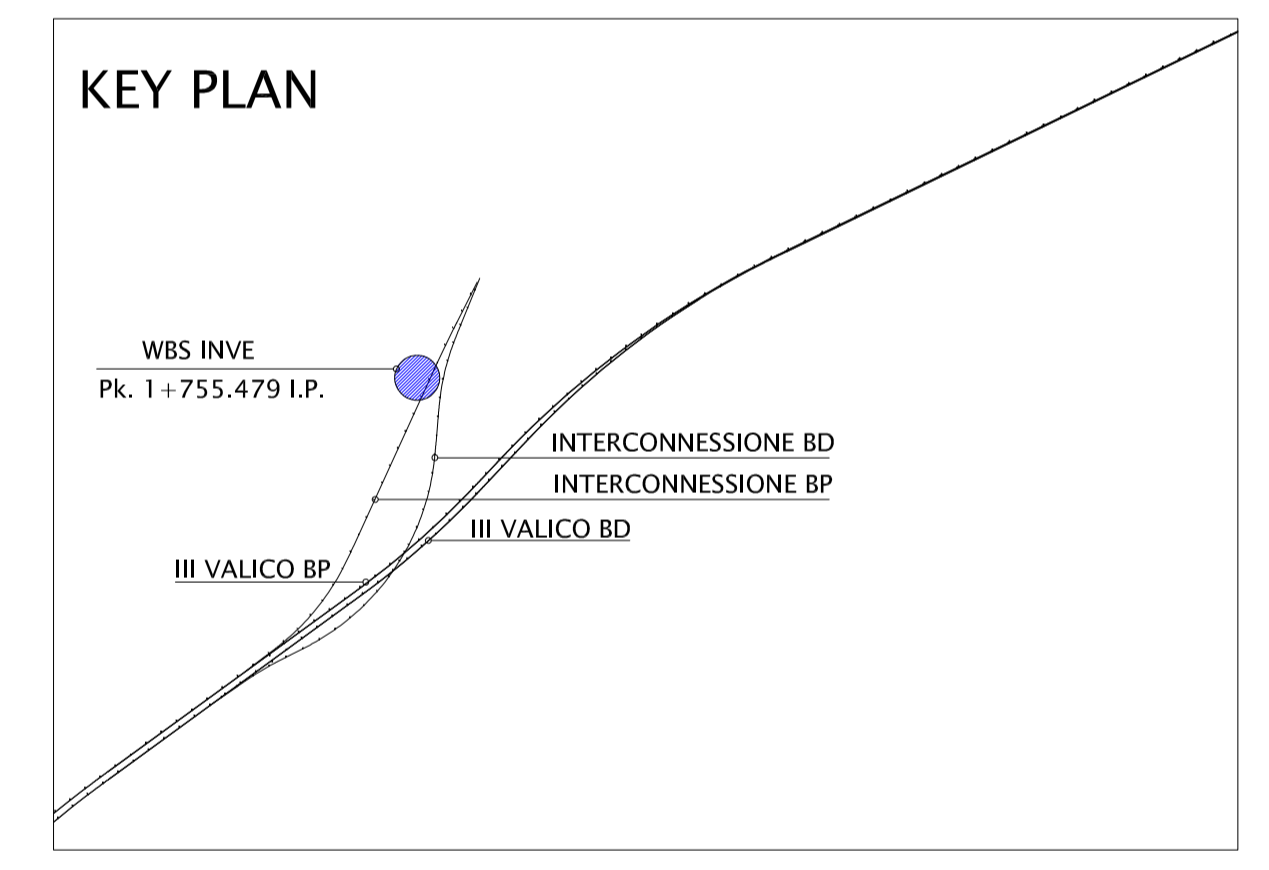 KEY PLAN
WBS INVE
Pk. 1+755.479 I.P.
INTERCONNESSIONE BD
INTERCONNESSIONE BP
III VALICO BD
III VALICO BP